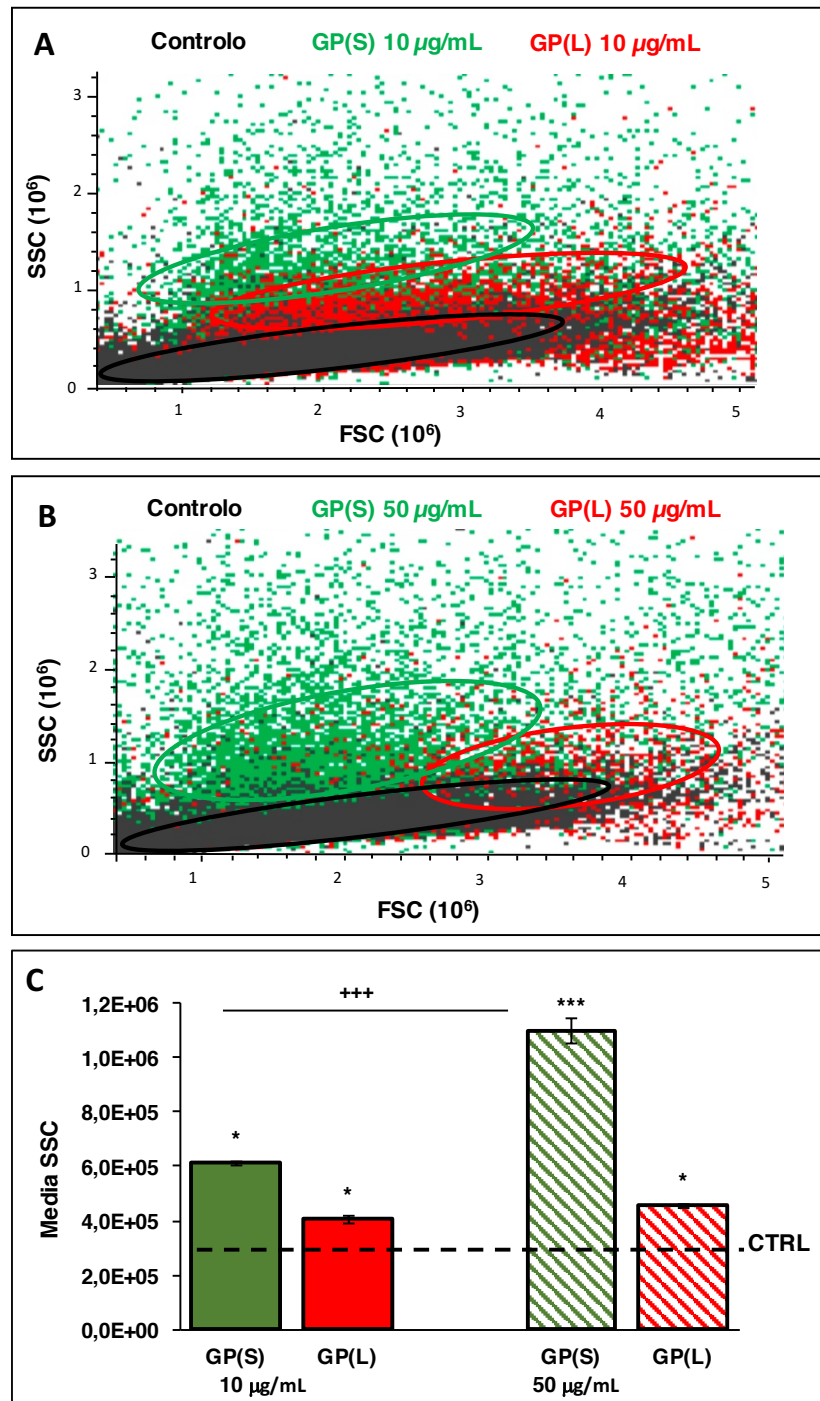 A
Controlo GP(S) 10 µg/mL GP(L) 10 µg/mL
3
2
1
0
SSC (10⁶)
1 2 3 4 5
FSC (10⁶)
B
Controlo GP(S) 50 µg/mL GP(L) 50 µg/mL
3
2
1
0
SSC (10⁶)
1 2 3 4 5
FSC (10⁶)
C
1,2E+06
1,0E+06
8,0E+05
6,0E+05
4,0E+05
2,0E+05
0,0E+00
Media SSC
+++
***
*
*
*
CTRL
GP(S) GP(L) GP(S) GP(L)
10 µg/mL 50 µg/mL